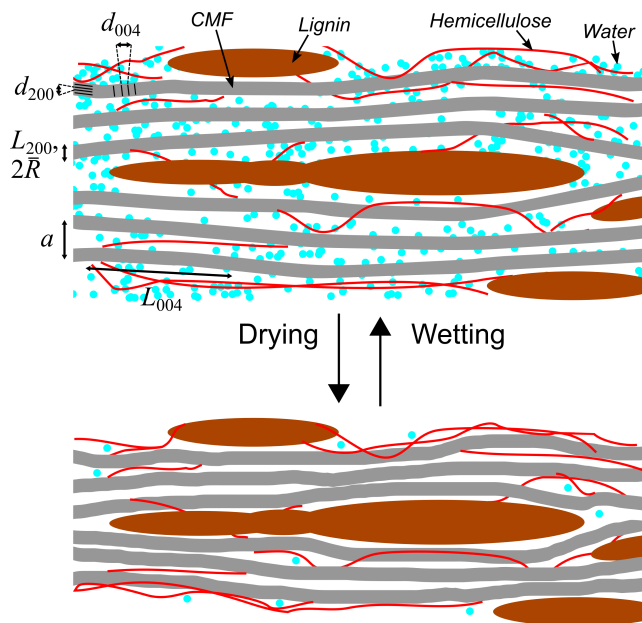 d₀₀₄
CMF
Lignin
Hemicellulose
Water
d₂₀₀
L₂₀₀,
2R̄
a
L₀₀₄
Drying
Wetting